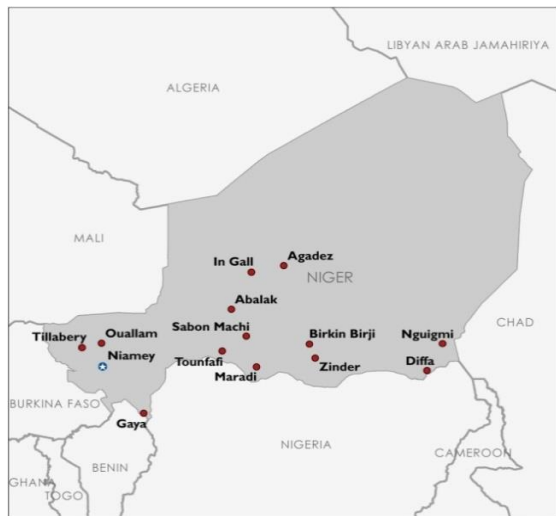 LIBYAN ARAB JAMAHIRIYA
ALGERIA
MALI
In Gall
Agadez
NIGER
Abalak
CHAD
Sabon Machi
Birkin Birji
Nguigmi
Tillabery
Ouallam
Niamey
Tounfafi
Maradi
Zinder
Diffa
BURKINA FASO
Gaya
NIGERIA
BENIN
CAMEROON
GHANA
TOGO